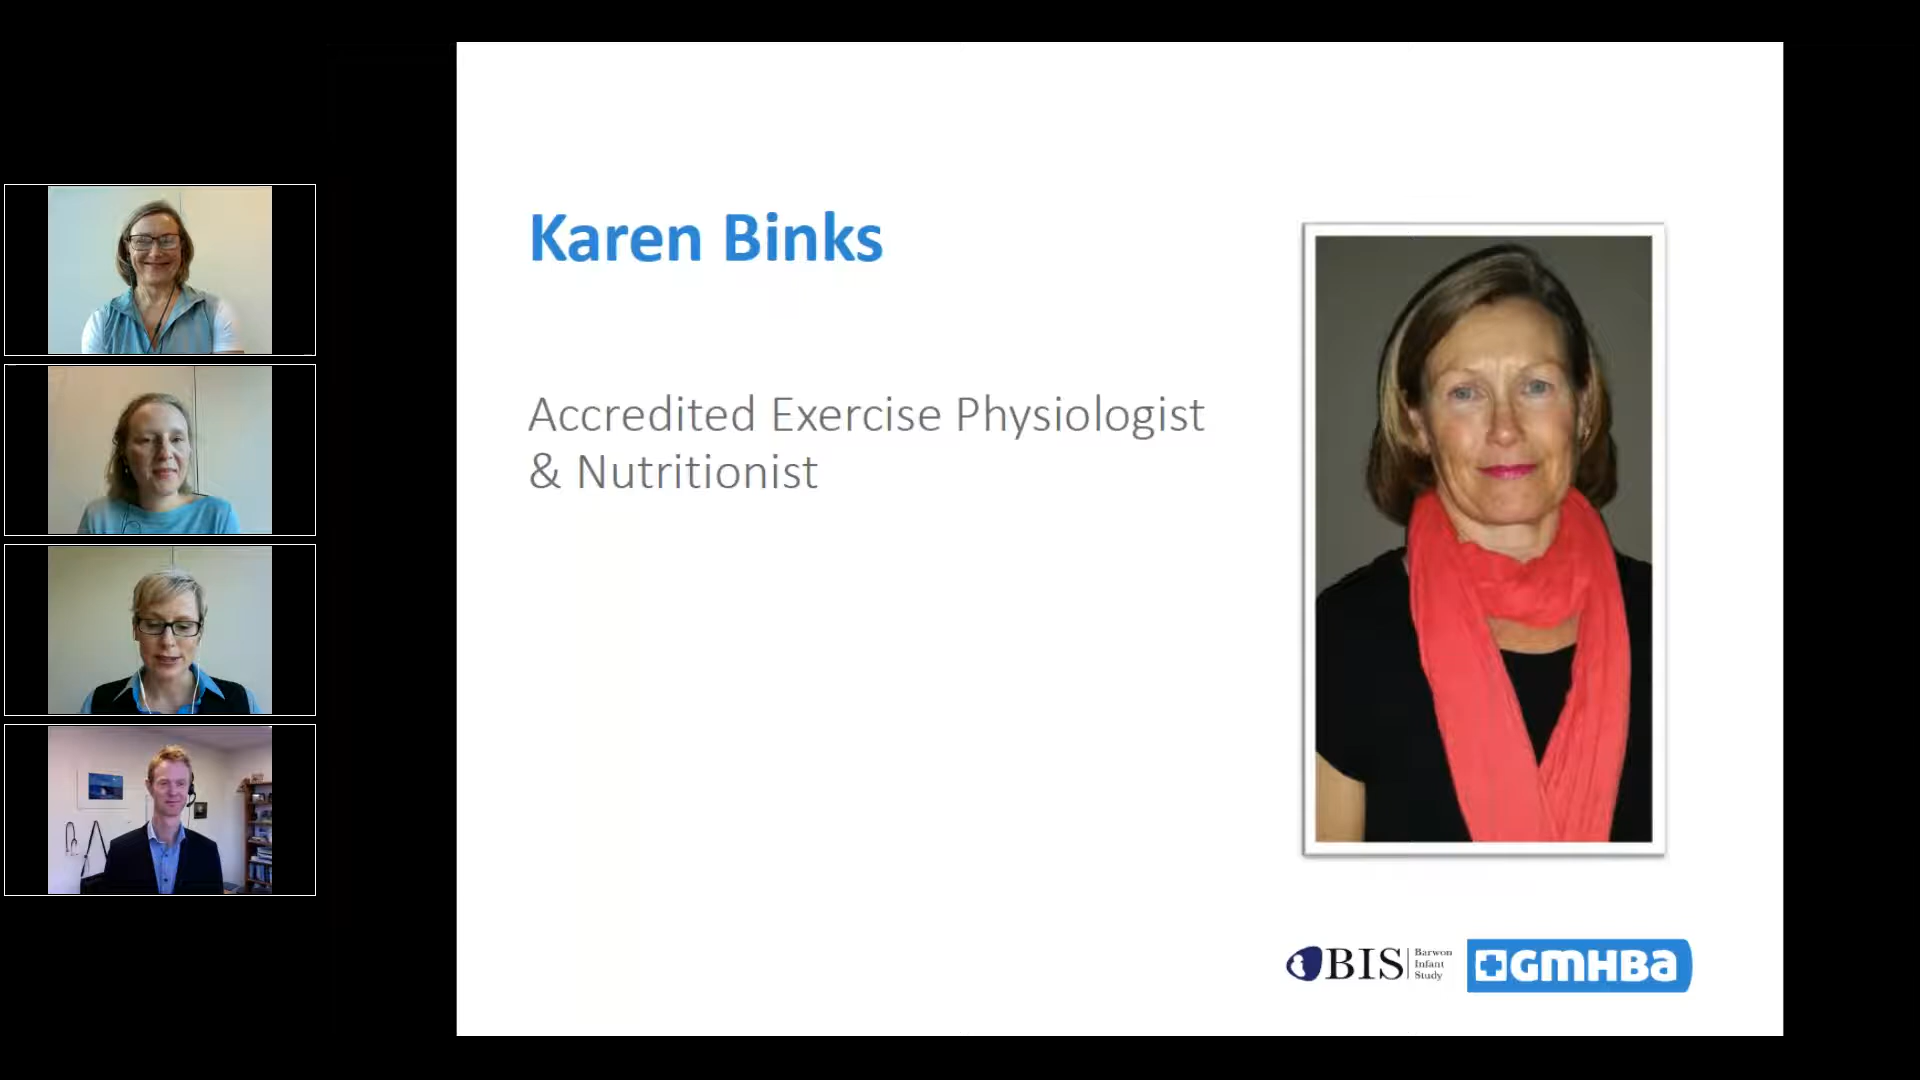 Karen Binks
Accredited Exercise Physiologist
& Nutritionist
BIS
Barwon
Infant
Study
GMHBa